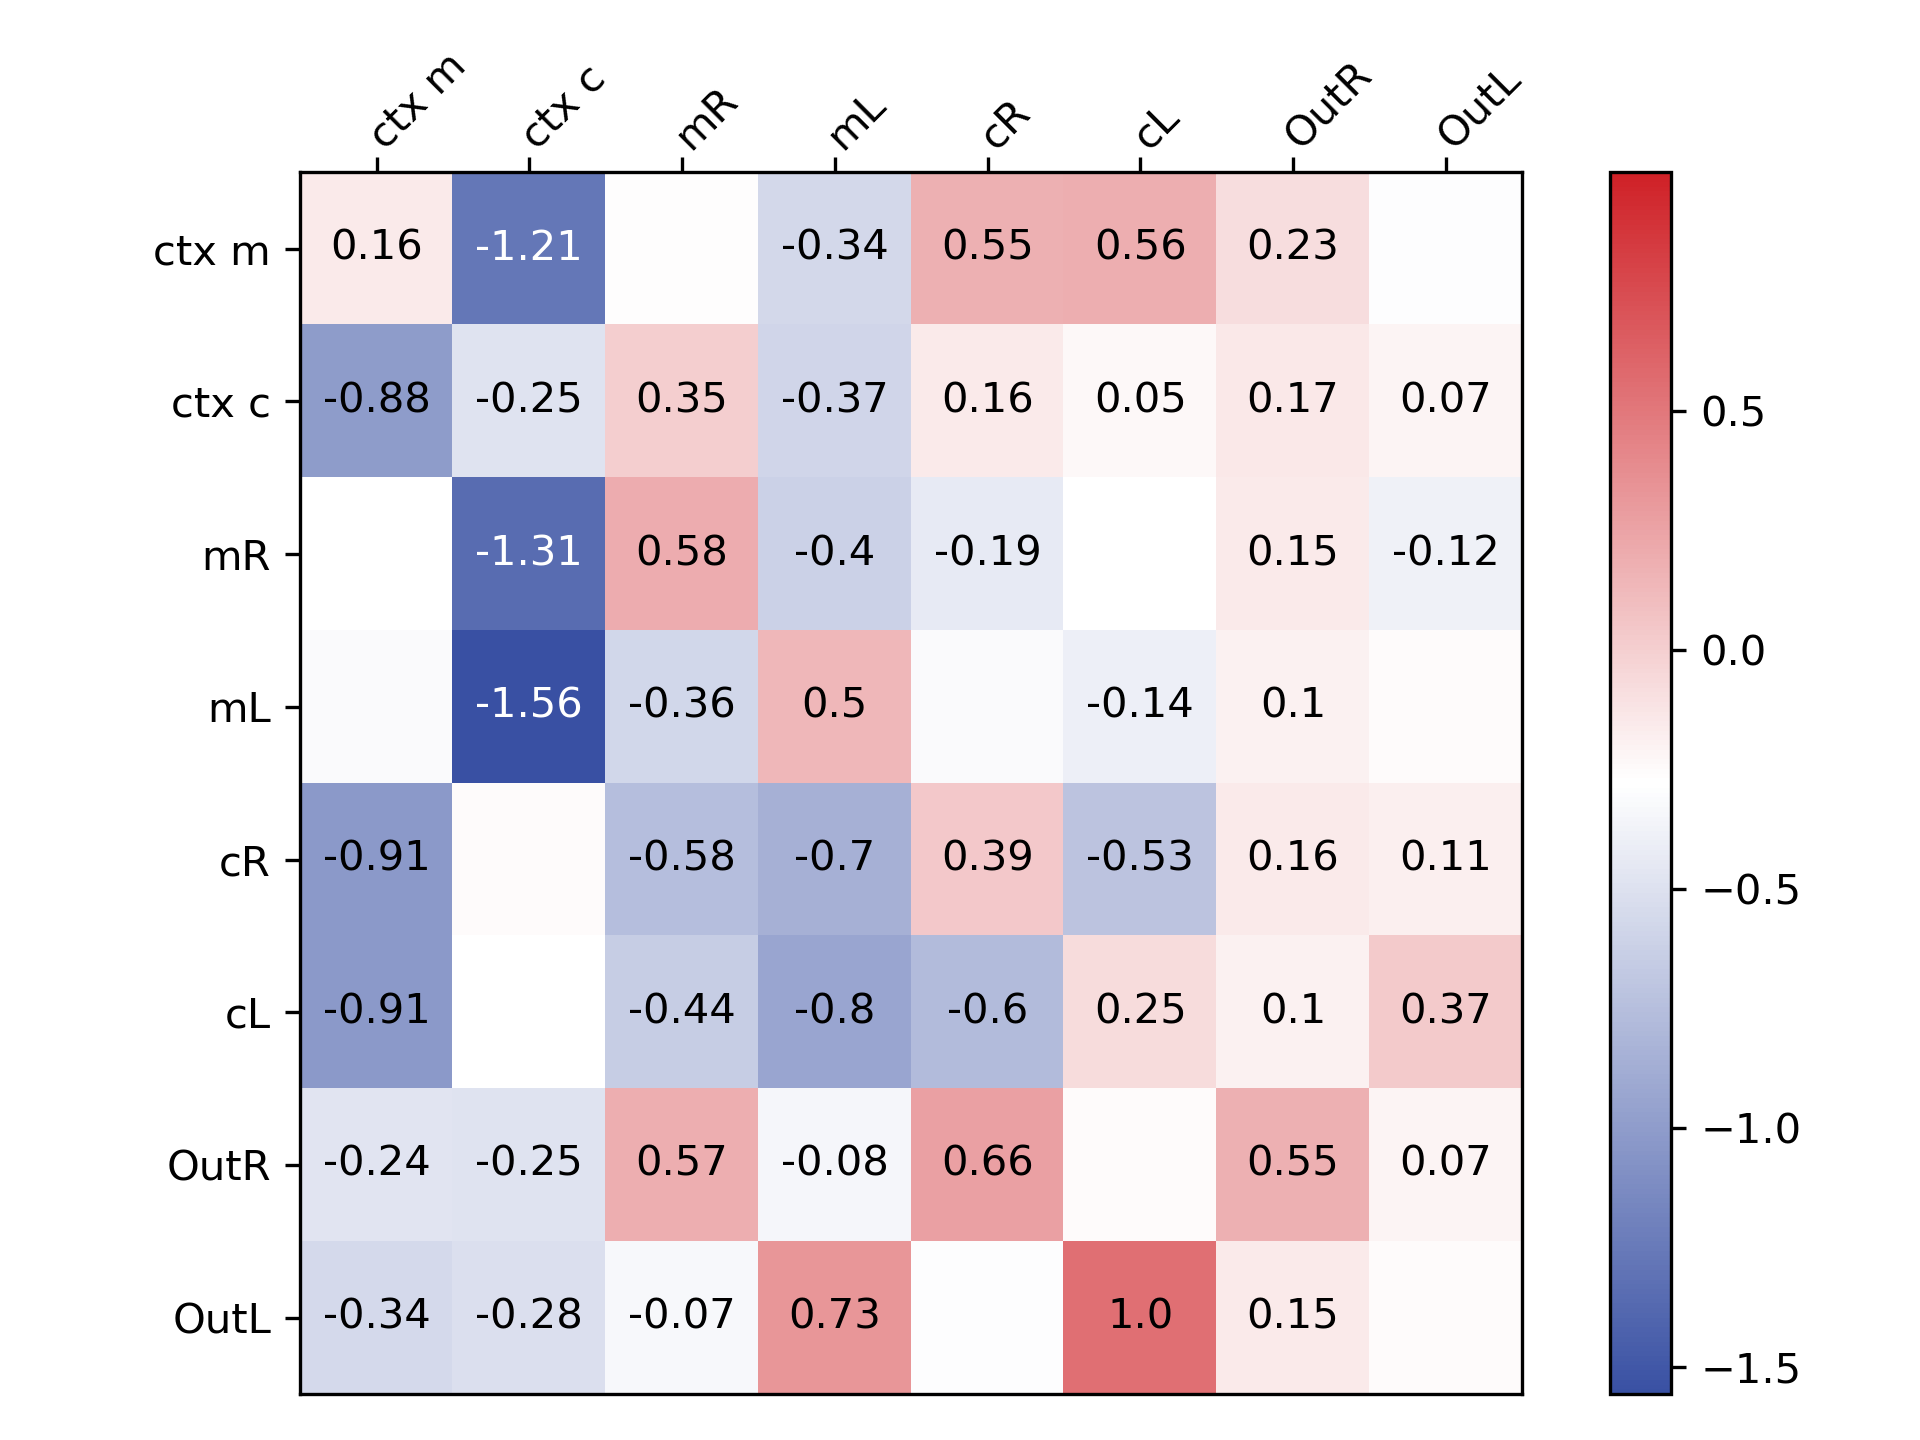 ctx m ctx c mR mL cR cL OutR OutL
ctx m 0.16 -1.21 -0.34 0.55 0.56 0.23
ctx c -0.88 -0.25 0.35 -0.37 0.16 0.05 0.17 0.07
mR -1.31 0.58 -0.4 -0.19 0.15 -0.12
mL -1.56 -0.36 0.5 -0.14 0.1
cR -0.91 -0.58 -0.7 0.39 -0.53 0.16 0.11
cL -0.91 -0.44 -0.8 -0.6 0.25 0.1 0.37
OutR -0.24 -0.25 0.57 -0.08 0.66 0.55 0.07
OutL -0.34 -0.28 -0.07 0.73 1.0 0.15
0.5
0.0
−0.5
−1.0
−1.5